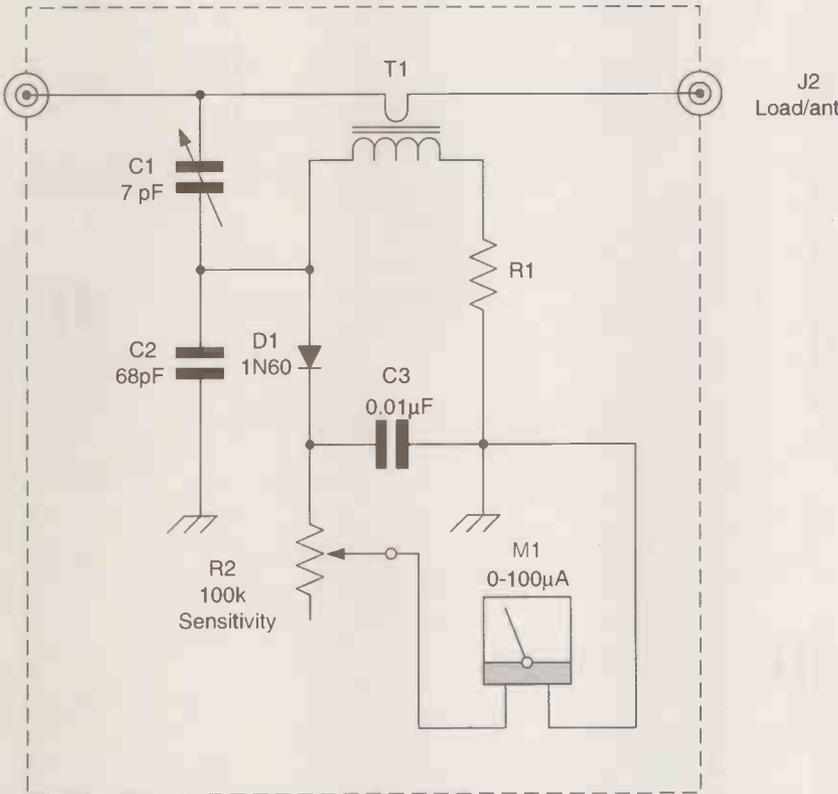 T1
J2
Load/ant
C1
7 pF
R1
C2
68pF
D1
1N60
C3
0.01µF
R2
100k
Sensitivity
M1
0-100µA